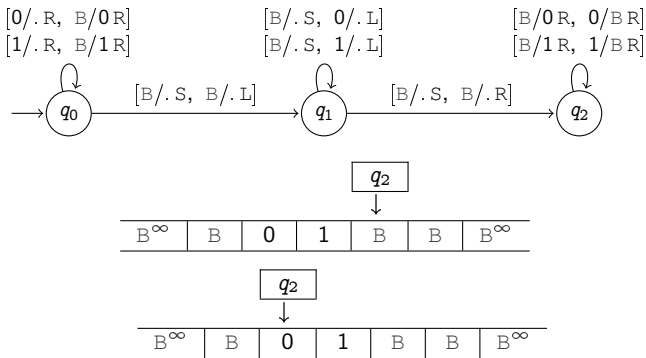 [0/. R, B/0 R] [B/. S, 0/. L] [B/0 R, 0/B R]
[1/. R, B/1 R] [B/. S, 1/. L] [B/1 R, 1/B R]
[B/. S, B/. L] [B/. S, B/. R]
q₀ q₁ q₂
q₂
B^∞ B 0 1 B B B^∞
q₂
B^∞ B 0 1 B B B^∞